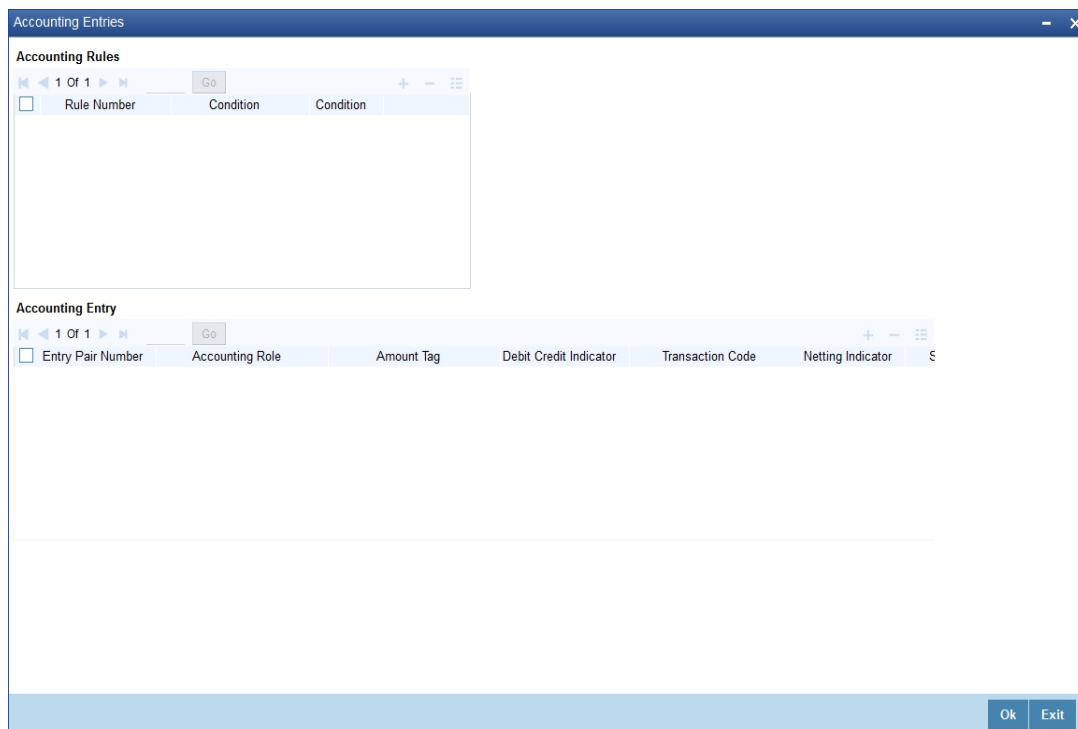 Accounting Entries
Accounting Rules
1 Of 1 Go
Rule Number Condition Condition
Accounting Entry
1 Of 1 Go
Entry Pair Number Accounting Role Amount Tag Debit Credit Indicator Transaction Code Netting Indicator S
Ok Exit